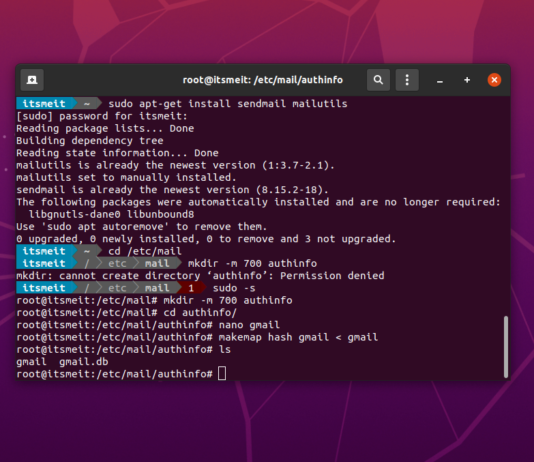 root@itsmeit: /etc/mail/authinfo
itsmeit ~ sudo apt-get install sendmail mailutils
[sudo] password for itsmeit:
Reading package lists... Done
Building dependency tree
Reading state information... Done
mailutils is already the newest version (1:3.7-2.1).
mailutils set to manually installed.
sendmail is already the newest version (8.15.2-18).
The following packages were automatically installed and are no longer required:
libgnutls-dane0 libunbound8
Use 'sudo apt autoremove' to remove them.
0 upgraded, 0 newly installed, 0 to remove and 3 not upgraded.
itsmeit ~ cd /etc/mail
itsmeit / etc mail mkdir -m 700 authinfo
mkdir: cannot create directory ‘authinfo’: Permission denied
itsmeit / etc mail 1 sudo -s
root@itsmeit:/etc/mail# mkdir -m 700 authinfo
root@itsmeit:/etc/mail# cd authinfo/
root@itsmeit:/etc/mail/authinfo# nano gmail
root@itsmeit:/etc/mail/authinfo# makemap hash gmail < gmail
root@itsmeit:/etc/mail/authinfo# ls
gmail gmail.db
root@itsmeit:/etc/mail/authinfo#